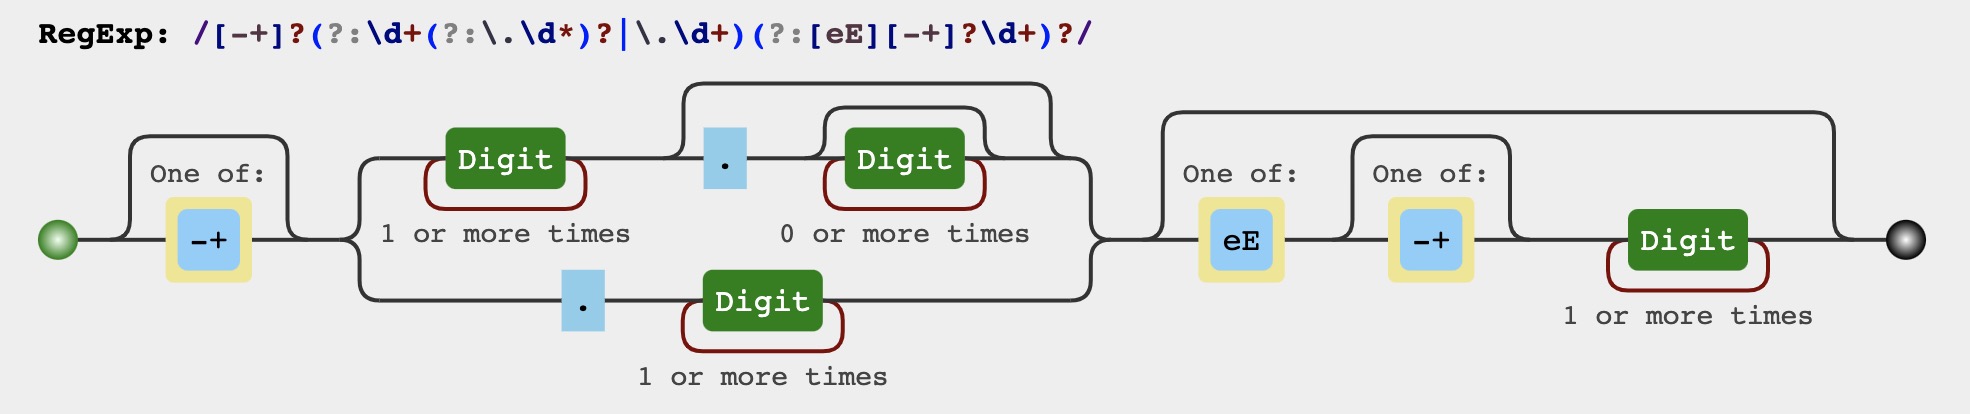 RegExp: /[-+]?(?:\d+(?:\.\d*)?|\.\d+)(?:[eE][-+]?\d+)?/
One of:
-+
Digit
1 or more times
.
Digit
0 or more times
.
Digit
1 or more times
One of:
eE
One of:
-+
Digit
1 or more times